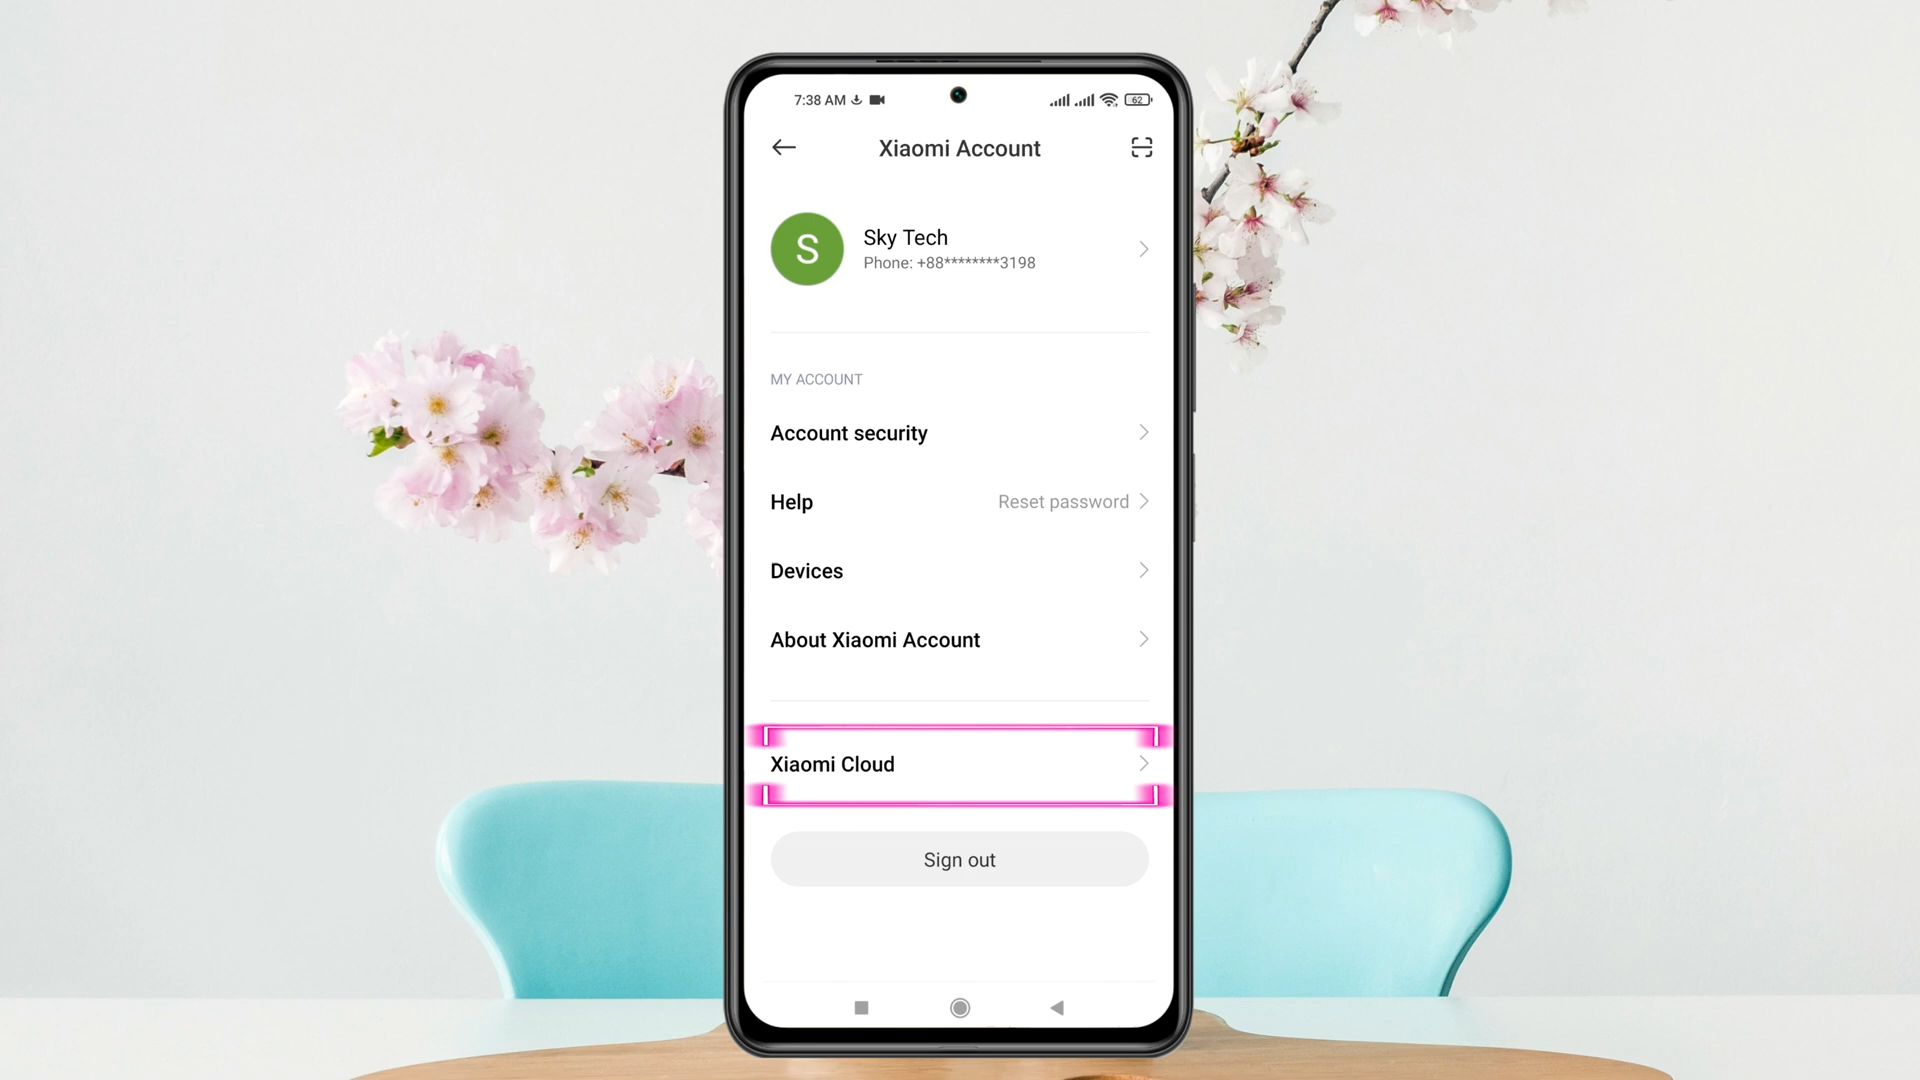 7:38 AM
62
Xiaomi Account
S
Sky Tech
Phone: +88********3198
MY ACCOUNT
Account security
Help
Reset password
Devices
About Xiaomi Account
Xiaomi Cloud
Sign out